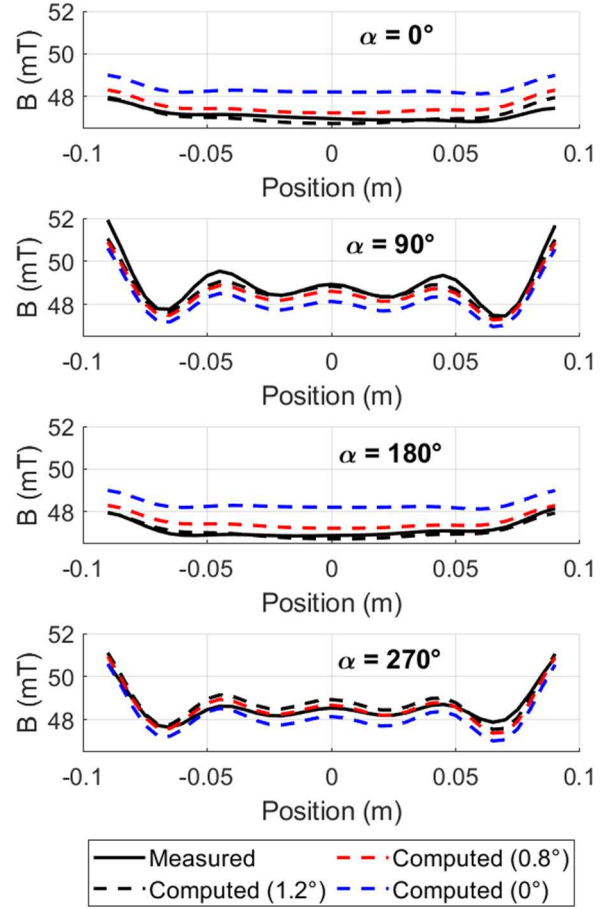 52
50
48
B (mT)
α = 0°
-0.1 -0.05 0 0.05 0.1
Position (m)
52
50
48
B (mT)
α = 90°
-0.1 -0.05 0 0.05 0.1
Position (m)
52
50
48
B (mT)
α = 180°
-0.1 -0.05 0 0.05 0.1
Position (m)
52
50
48
B (mT)
α = 270°
-0.1 -0.05 0 0.05 0.1
Position (m)
Measured Computed (0.8°)
Computed (1.2°) Computed (0°)